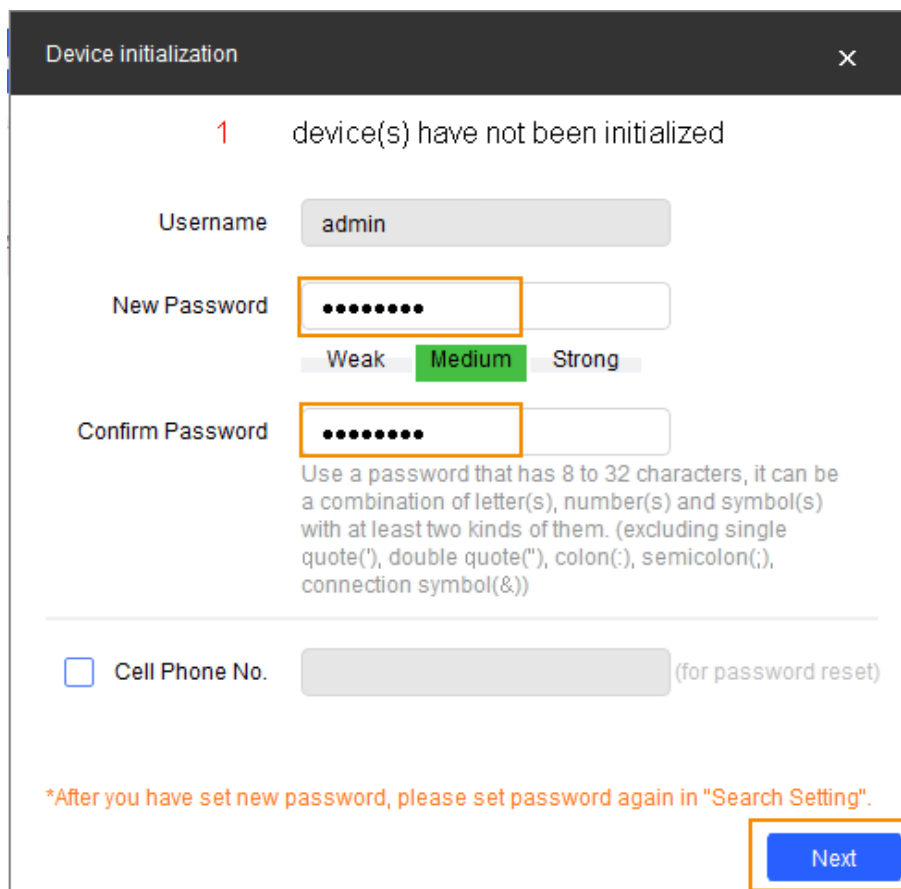 Device initialization
1 device(s) have not been initialized
Username admin
New Password ••••••••
Weak Medium Strong
Confirm Password ••••••••
Use a password that has 8 to 32 characters, it can be
a combination of letter(s), number(s) and symbol(s)
with at least two kinds of them. (excluding single
quote('), double quote("), colon(:), semicolon(;),
connection symbol(&))
Cell Phone No. (for password reset)
*After you have set new password, please set password again in "Search Setting".
Next